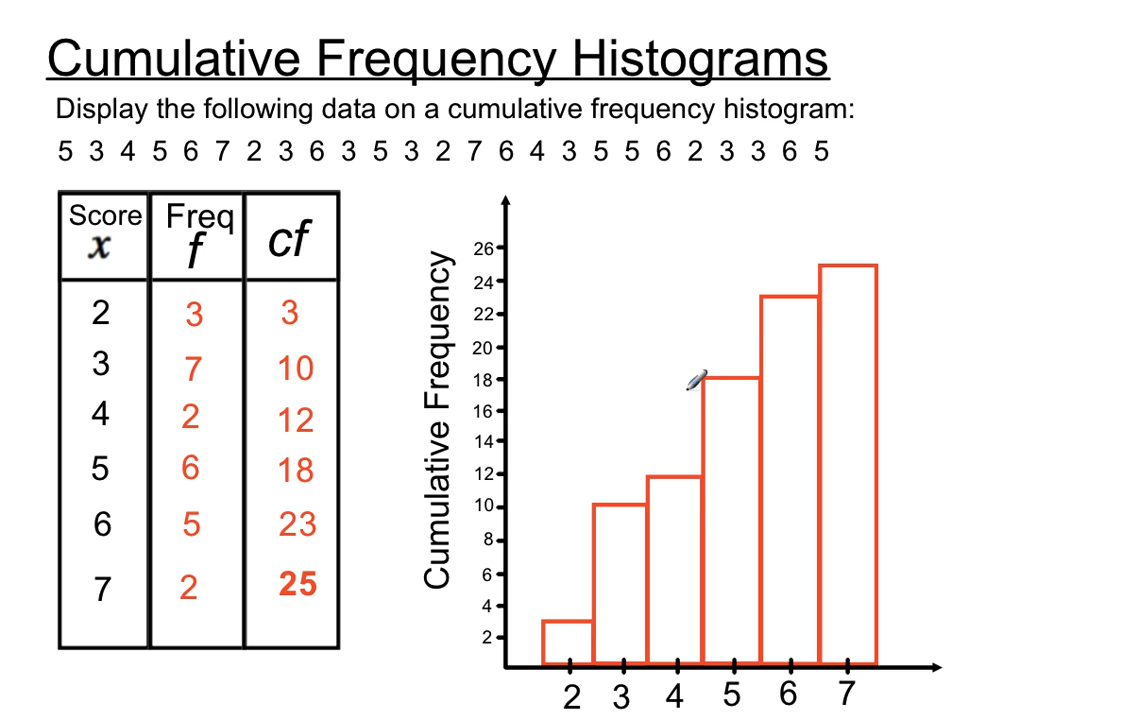 Cumulative Frequency Histograms
Display the following data on a cumulative frequency histogram:
5 3 4 5 6 7 2 3 6 3 5 3 2 7 6 4 3 5 5 6 2 3 3 6 5
Score Freq cf
x f
2 3 3
3 7 10
4 2 12
5 6 18
6 5 23
7 2 25
Cumulative Frequency
26
24
22
20
18
16
14
12
10
8
6
4
2
2 3 4 5 6 7